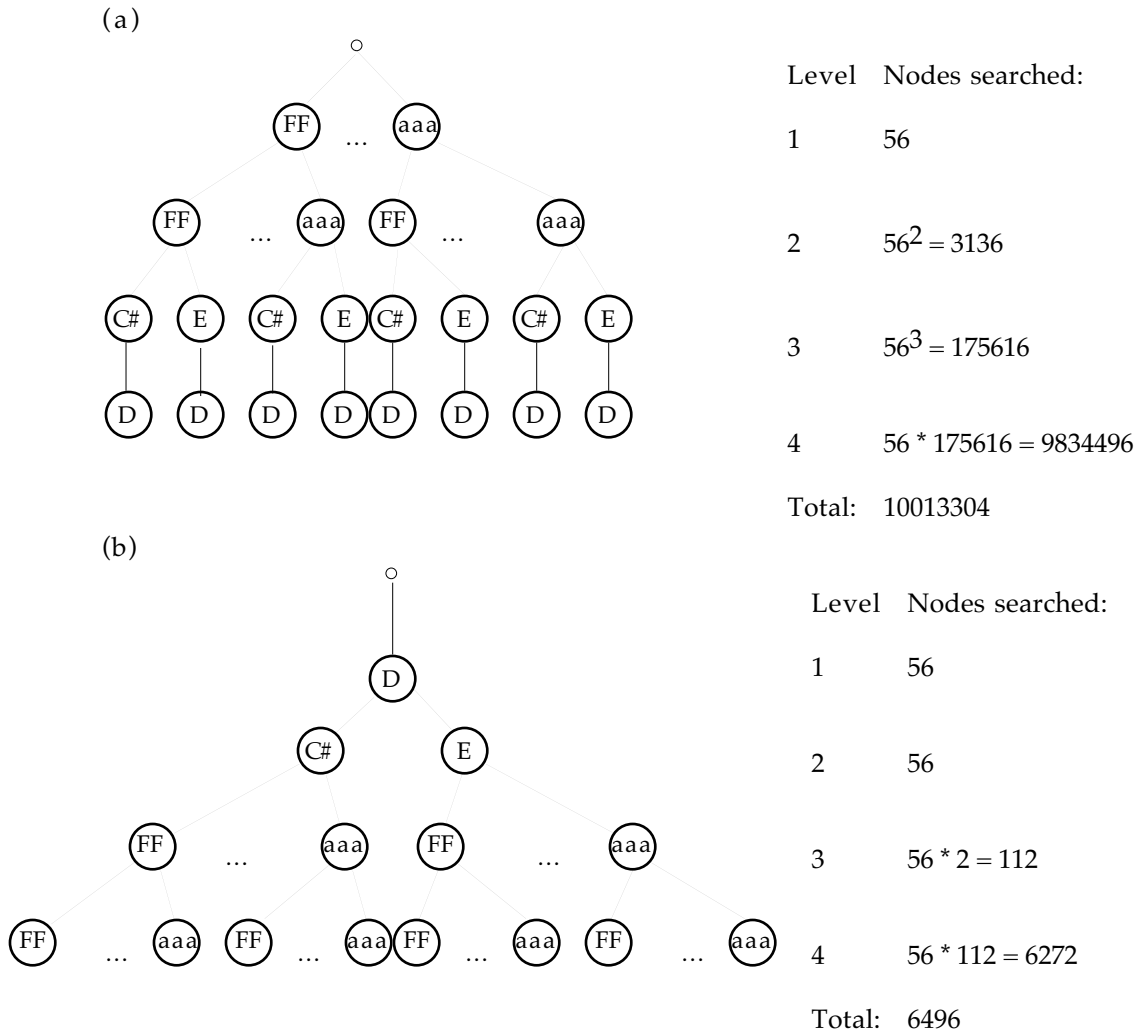 (a)
Level Nodes searched:
FF ... aaa
1 56
FF ... aaa FF ... aaa
2 56² = 3136
C# E C# E C# E C# E
3 56³ = 175616
D D D D D D D D
4 56 * 175616 = 9834496
Total: 10013304
(b)
Level Nodes searched:
D
1 56
C# E
2 56
FF ... aaa FF ... aaa
3 56 * 2 = 112
FF ... aaa FF ... aaa FF ... aaa FF ... aaa
4 56 * 112 = 6272
Total: 6496